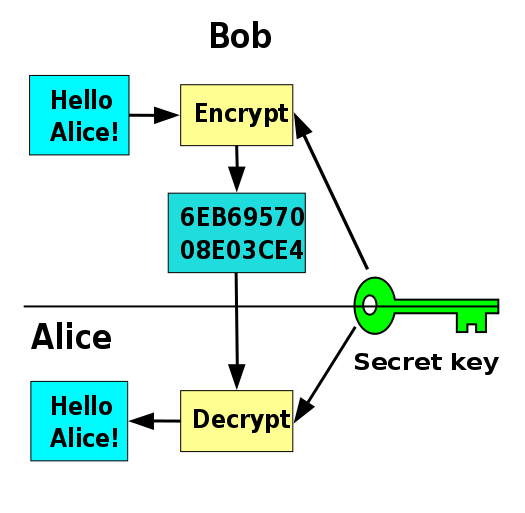 Bob
Hello
Alice!
Encrypt
6EB69570
08E03CE4
Alice
Secret key
Hello
Alice!
Decrypt